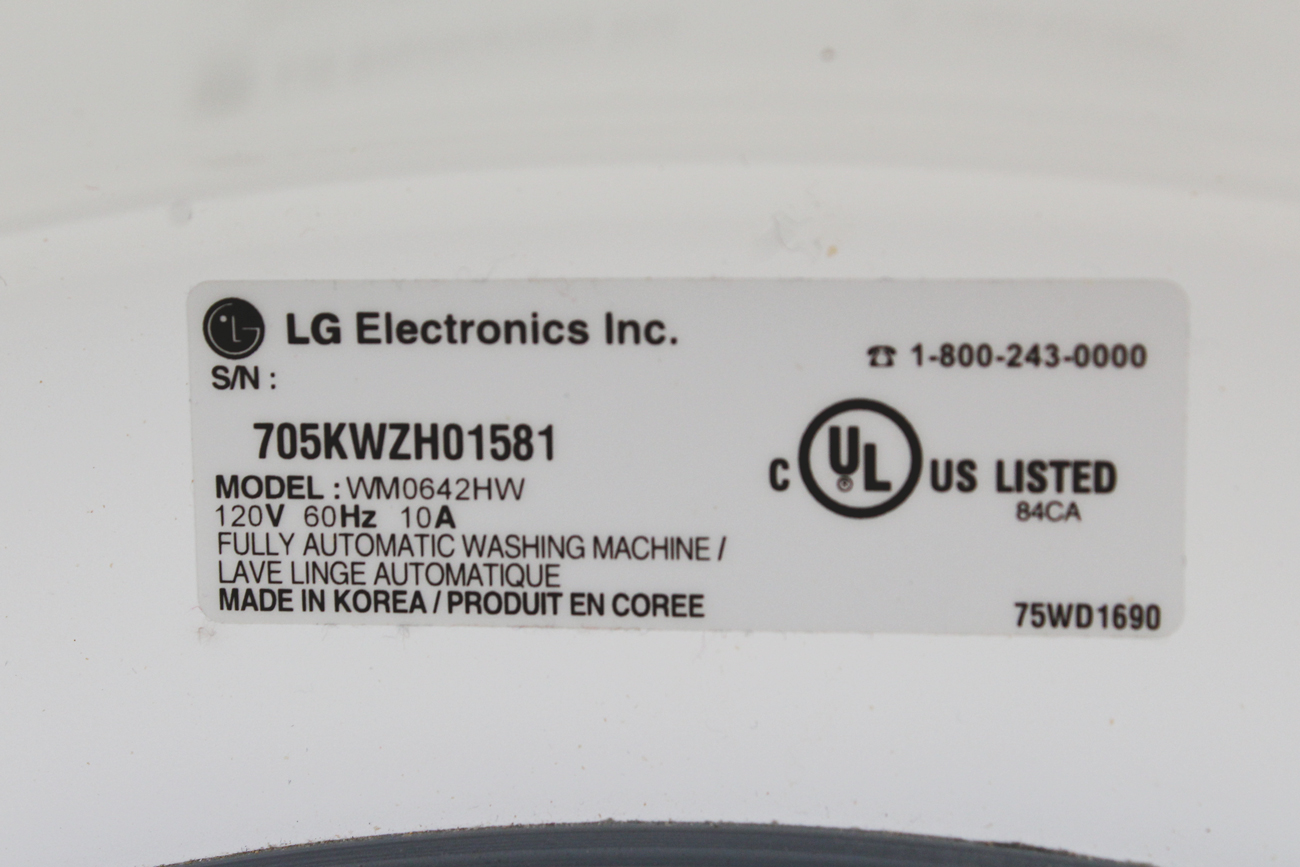 LG Electronics Inc.
S/N :
705KWZH01581
MODEL : WM0642HW
120V 60Hz 10A
FULLY AUTOMATIC WASHING MACHINE /
LAVE LINGE AUTOMATIQUE
MADE IN KOREA / PRODUIT EN COREE
☎ 1-800-243-0000
C UL US LISTED
84CA
75WD1690